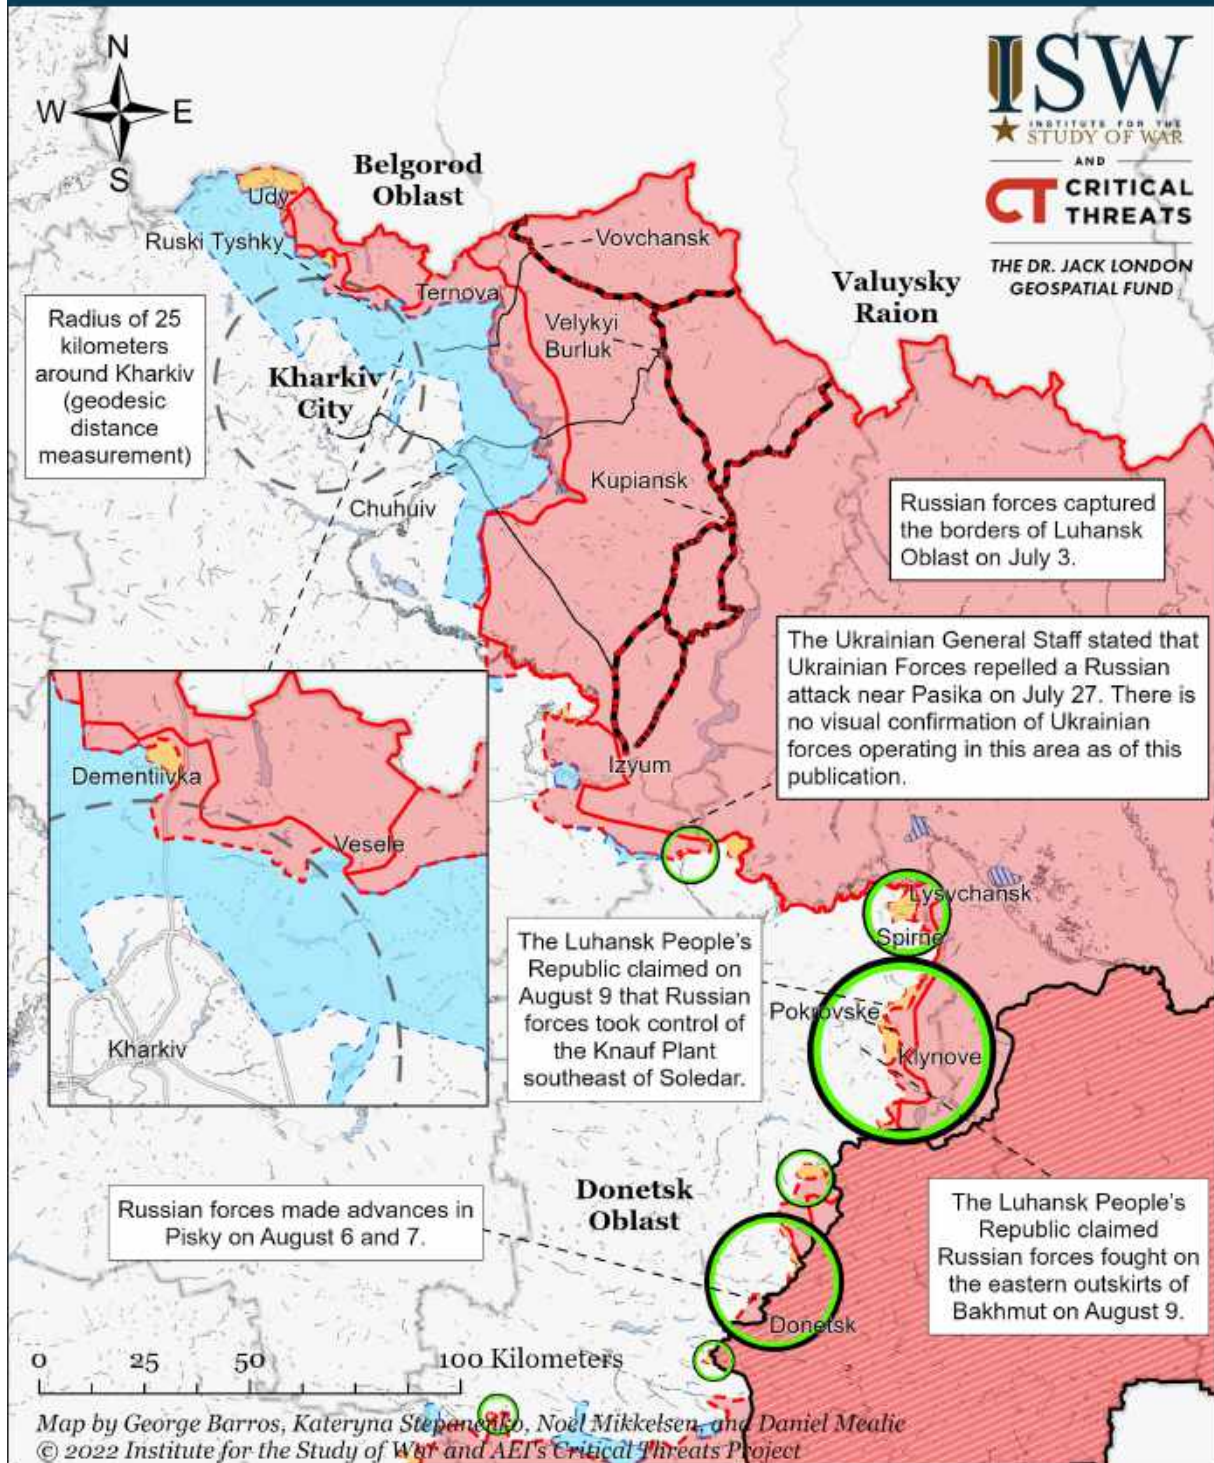 N
W E
S
ISW
INSTITUTE FOR THE
STUDY OF WAR
AND
CT CRITICAL
THREATS
THE DR. JACK LONDON
GEOSPATIAL FUND
Belgorod
Oblast
Udy
Ruski Tyshky
Vovchansk
Ternova
Valuysky
Raion
Velykyi
Burluk
Radius of 25
kilometers
around Kharkiv
(geodesic
distance
measurement)
Kharkiv
City
Kupiansk
Chuhuiv
Russian forces captured
the borders of Luhansk
Oblast on July 3.
The Ukrainian General Staff stated that
Ukrainian Forces repelled a Russian
attack near Pasika on July 27. There is
no visual confirmation of Ukrainian
forces operating in this area as of this
publication.
Izyum
Dementiivka
Vesele
Kharkiv
Lysychansk
Spirne
The Luhansk People's
Republic claimed on
August 9 that Russian
forces took control of
the Knauf Plant
southeast of Soledar.
Pokrovske
Klynove
Donetsk
Oblast
Russian forces made advances in
Pisky on August 6 and 7.
The Luhansk People's
Republic claimed
Russian forces fought on
the eastern outskirts of
Bakhmut on August 9.
Donetsk
0 25 50 100 Kilometers
Map by George Barros, Kateryna Stepanenko, Noel Mikkelsen, and Daniel Mealie
© 2022 Institute for the Study of War and AEI's Critical Threats Project